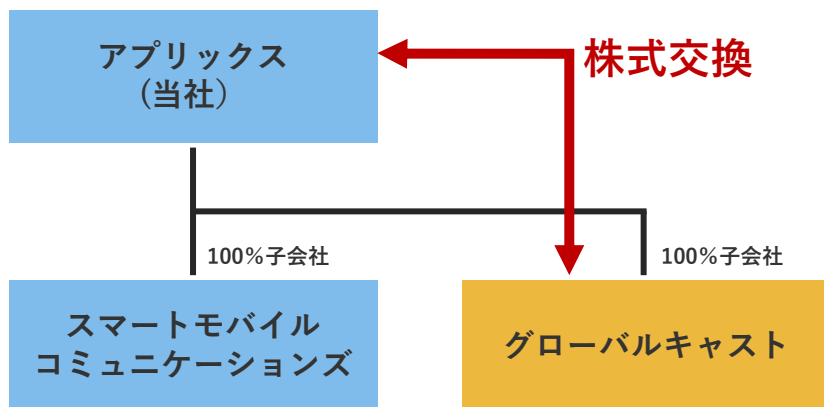 アプリックス
（当社）
株式交換
100%子会社
100%子会社
スマートモバイル
コミュニケーションズ
グローバルキャスト